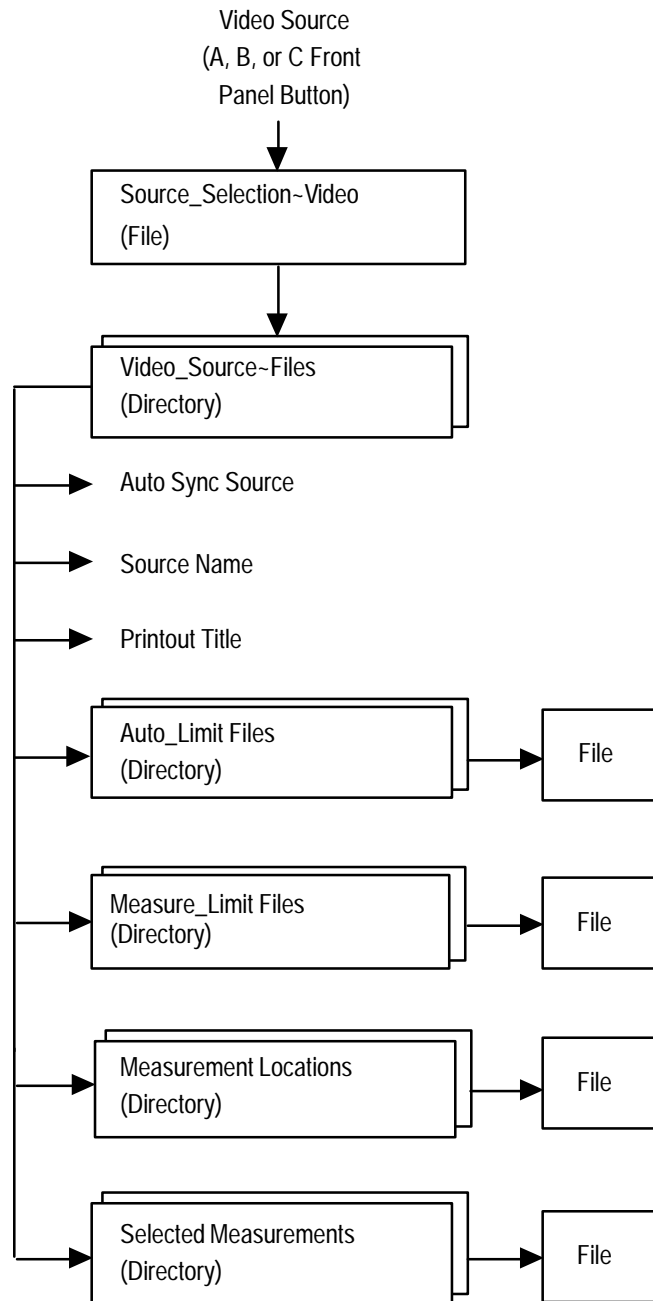 Video Source
(A, B, or C Front
Panel Button)
Source_Selection~Video
(File)
Video_Source~Files
(Directory)
Auto Sync Source
Source Name
Printout Title
Auto_Limit Files
(Directory)
File
Measure_Limit Files
(Directory)
File
Measurement Locations
(Directory)
File
Selected Measurements
(Directory)
File